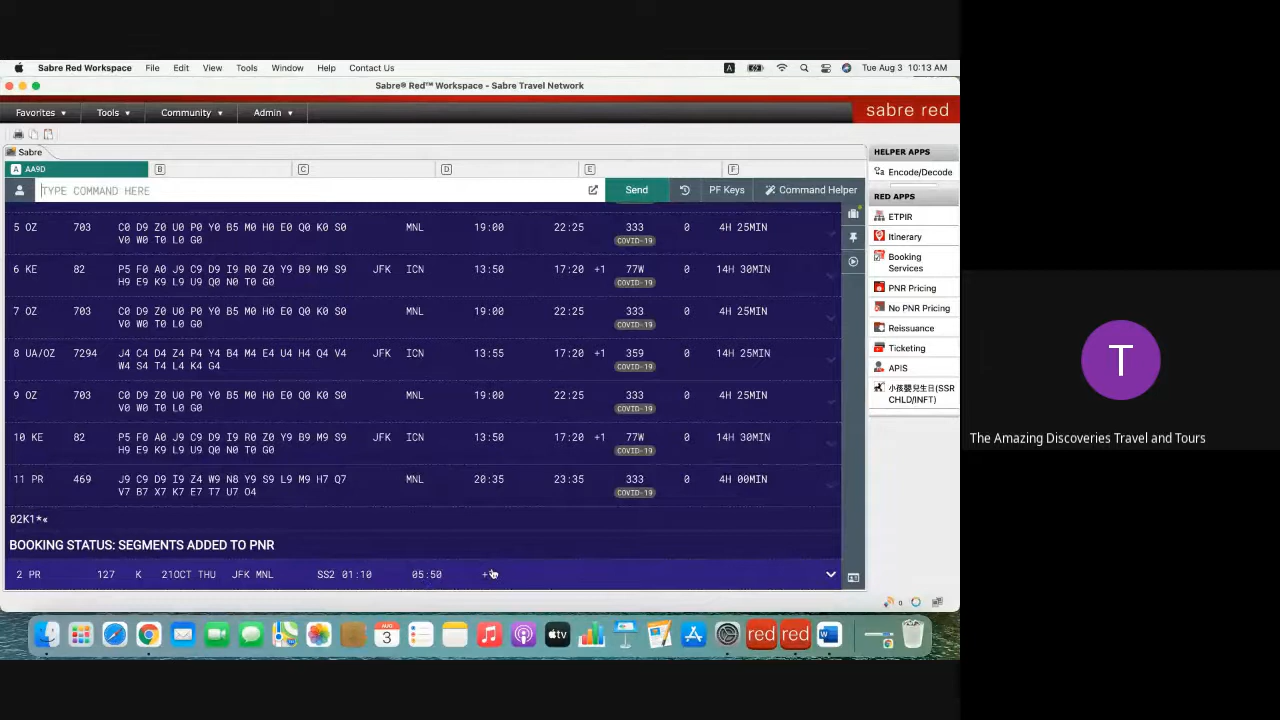 Sabre Red Workspace File Edit View Tools Window Help Contact Us A Tue Aug 3 10:13 AM
Sabre® Red™ Workspace - Sabre Travel Network
Favorites Tools Community Admin sabre red
Sabre
A AA9D B C D E F
TYPE COMMAND HERE Send PF Keys Command Helper
5 OZ 703 C0 D9 Z0 U0 P0 Y0 B5 M0 H0 E0 Q0 K0 S0 MNL 19:00 22:25 333 0 4H 25MIN
V0 W0 T0 L0 G0 COVID-19
6 KE 82 P5 F0 A0 J9 C9 D9 I9 R0 Z0 Y9 B9 M9 S9 JFK ICN 13:50 17:20 +1 77W 0 14H 30MIN
H9 E9 K9 L9 U9 Q0 N0 T0 G0 COVID-19
7 OZ 703 C0 D9 Z0 U0 P0 Y0 B5 M0 H0 E0 Q0 K0 S0 MNL 19:00 22:25 333 0 4H 25MIN
V0 W0 T0 L0 G0 COVID-19
8 UA/OZ 7294 J4 C4 D4 Z4 P4 Y4 B4 M4 E4 U4 H4 Q4 V4 JFK ICN 13:55 17:20 +1 359 0 14H 25MIN
W4 S4 T4 L4 K4 G4 COVID-19
9 OZ 703 C0 D9 Z0 U0 P0 Y0 B5 M0 H0 E0 Q0 K0 S0 MNL 19:00 22:25 333 0 4H 25MIN
V0 W0 T0 L0 G0 COVID-19
10 KE 82 P5 F0 A0 J9 C9 D9 I9 R0 Z0 Y9 B9 M9 S9 JFK ICN 13:50 17:20 +1 77W 0 14H 30MIN
H9 E9 K9 L9 U9 Q0 N0 T0 G0 COVID-19
11 PR 469 J9 C9 D9 I9 Z4 W9 N8 Y9 S9 L9 M9 H7 Q7 MNL 20:35 23:35 333 0 4H 00MIN
V7 B7 X7 K7 E7 T7 U7 O4 COVID-19
02K1*«
BOOKING STATUS: SEGMENTS ADDED TO PNR
2 PR 127 K 21OCT THU JFK MNL SS2 01:10 05:50
HELPER APPS
Encode/Decode
RED APPS
ETPIR
Itinerary
Booking
Services
PNR Pricing
No PNR Pricing
Reissuance
Ticketing
APIS
小孩嬰兒生日(SSR
CHLD/INFT)
0
AUG
3
tv
red red W
T
The Amazing Discoveries Travel and Tours